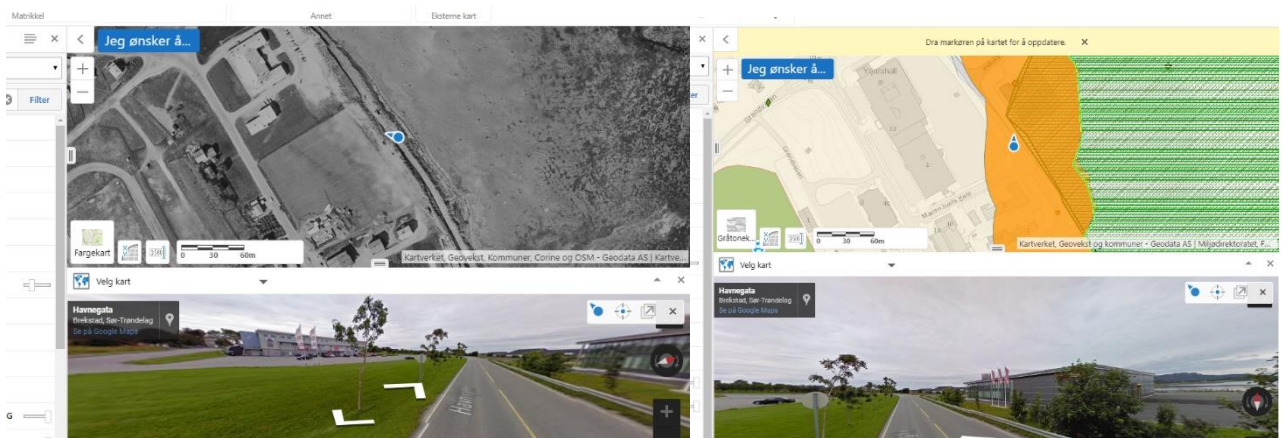 Matrikkel
Annet
Eksterne kart
Jeg ønsker å...
Filter
Fargekart
0 30 60m
Kartverket, Geovekst, Kommuner, Corine og OSM - Geodata AS | Kartve...
Velg kart
Havnegata
Brekstad, Sør-Trøndelag
Se på Google Maps
G
Dra markøren på kartet for å oppdatere.
Jeg ønsker å...
Yrjarshall
Grandveien
Gråtonek...
0 30 60m
Kartverket, Geovekst og kommuner - Geodata AS | Miljødirektoratet, F...
Velg kart
Havnegata
Brekstad, Sør-Trøndelag
Se på Google Maps